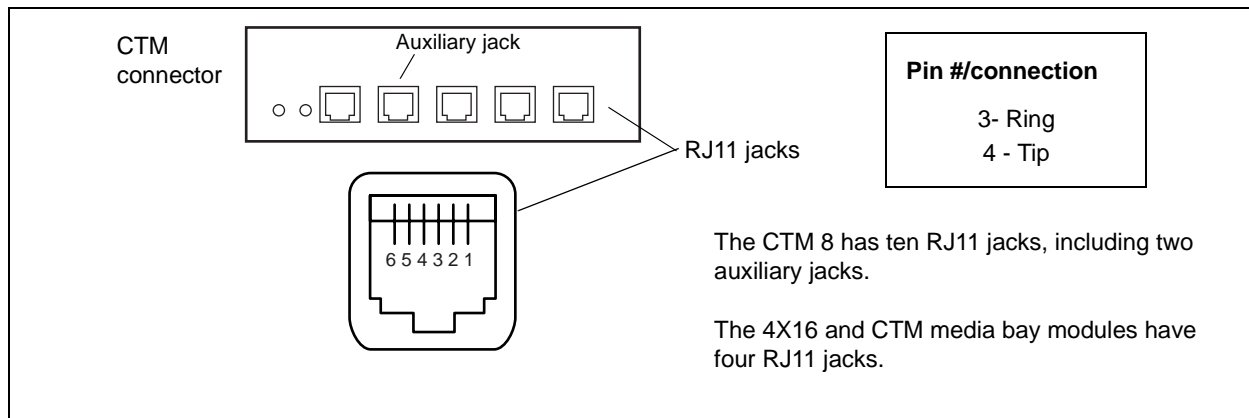 CTM
connector
Auxiliary jack
RJ11 jacks
6 5 4 3 2 1
Pin #/connection
3- Ring
4 - Tip
The CTM 8 has ten RJ11 jacks, including two
auxiliary jacks.
The 4X16 and CTM media bay modules have
four RJ11 jacks.